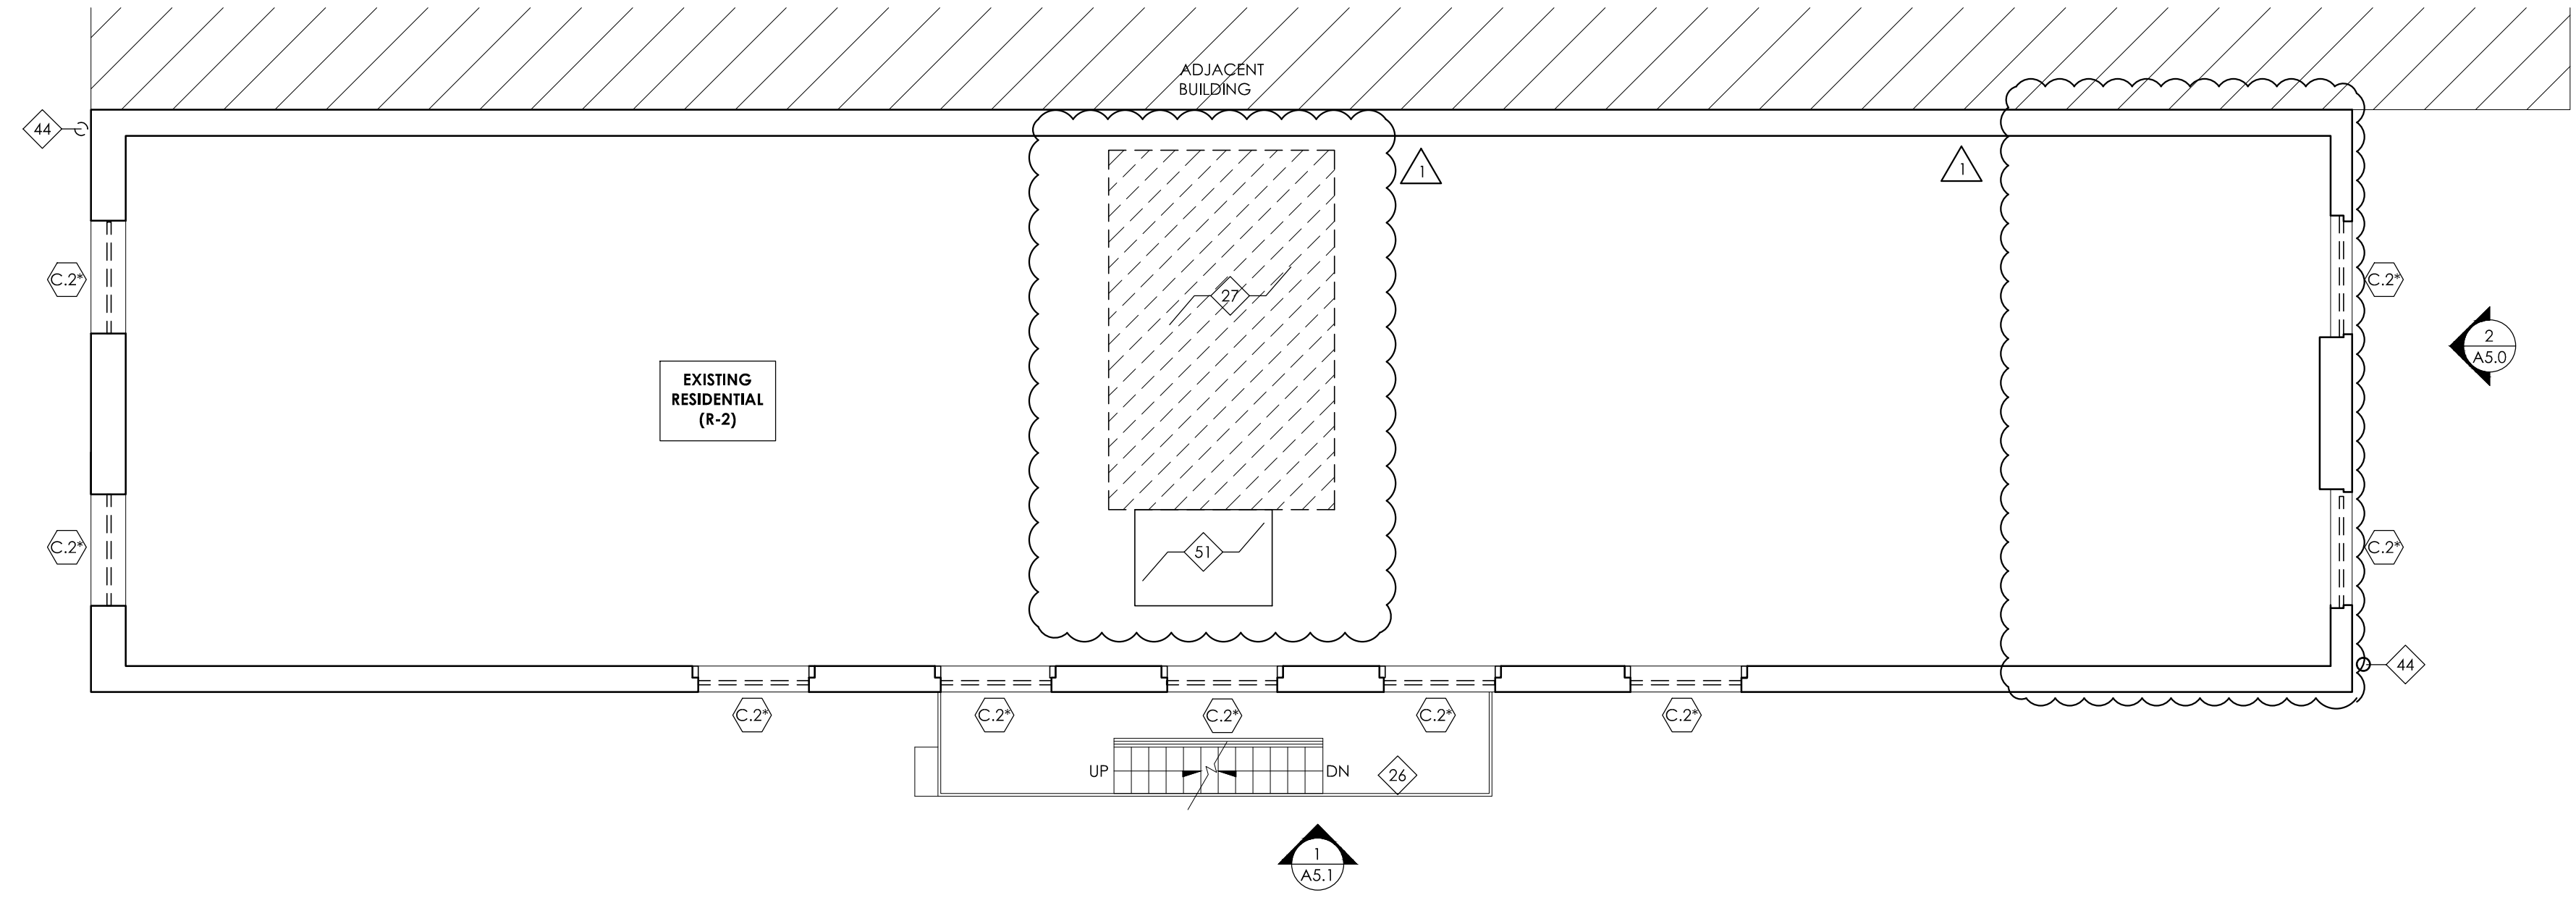 ADJACENT
BUILDING
44
1
1
C.2*
C.2*
27
2
A5.0
EXISTING
RESIDENTIAL
(R-2)
C.2*
51
C.2*
44
C.2*
C.2*
C.2*
C.2*
C.2*
UP
DN
26
1
A5.1